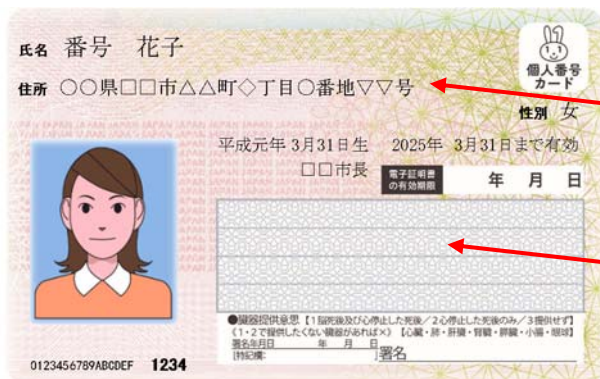 氏名 番号 花子
住所 ○○県□□市△△町◇丁目○番地▽▽号
個人番号
カード
性別 女
平成元年 3月31日生 2025年 3月31日まで有効
□□市長
電子証明書
の有効期限
年 月 日
●臓器提供意思【1 脳死後及び心停止した死後／2 心停止した死後のみ／3 提供せず】
《1・2で提供したくない臓器があれば×》【心臓・肺・肝臓・腎臓・膵臓・小腸・眼球】
署名年月日 年 月 日
[特記欄: ]署名
0123456789ABCDEF 1234